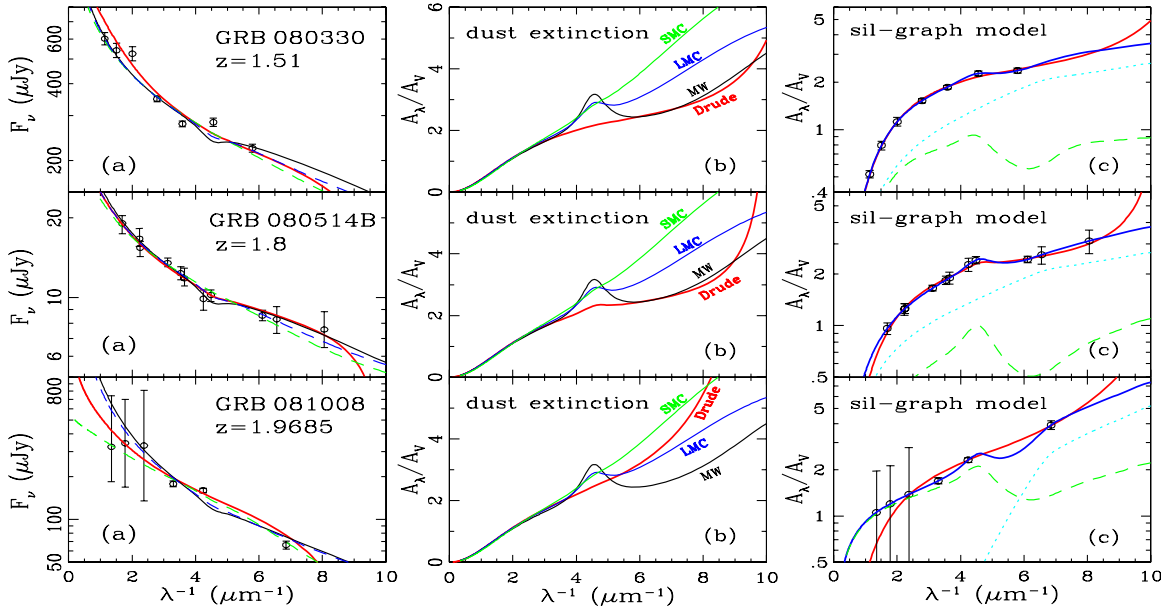 600
400
200
F_ν (μJy)
GRB 080330
z=1.51
(a)
6
4
2
0
A_λ/A_V
dust extinction
SMC
LMC
MW
Drude
(b)
5
1
.4
A_λ/A_V
sil-graph model
(c)
20
10
6
F_ν (μJy)
GRB 080514B
z=1.8
(a)
4
2
0
A_λ/A_V
dust extinction
SMC
LMC
MW
Drude
(b)
5
1
.5
A_λ/A_V
sil-graph model
(c)
800
100
50
F_ν (μJy)
GRB 081008
z=1.9685
(a)
0 2 4 6 8 10
λ⁻¹ (μm⁻¹)
4
2
0
A_λ/A_V
dust extinction
SMC
Drude
LMC
MW
(b)
0 2 4 6 8 10
λ⁻¹ (μm⁻¹)
5
1
.5
A_λ/A_V
sil-graph model
(c)
0 2 4 6 8 10
λ⁻¹ (μm⁻¹)